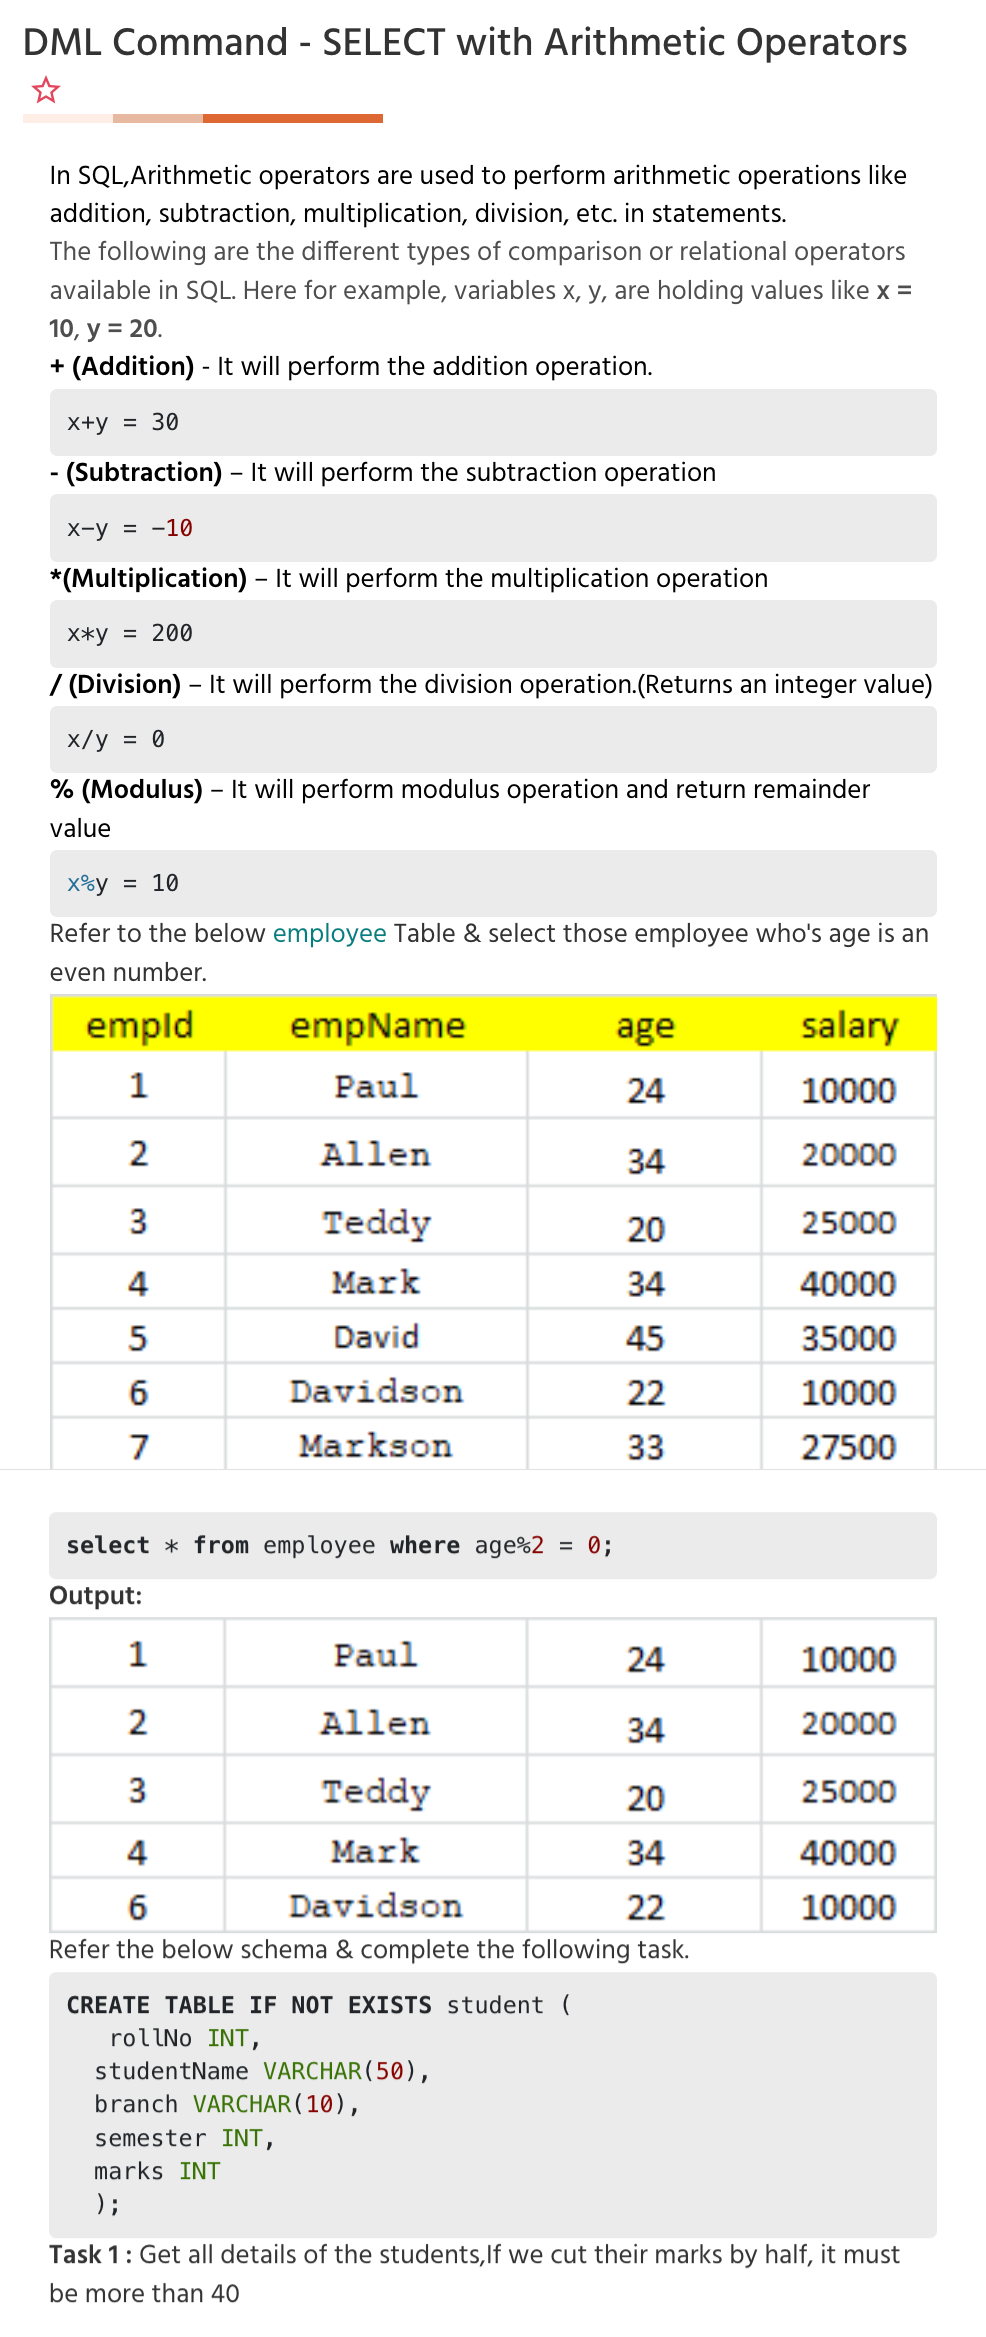 DML Command - SELECT with Arithmetic Operators
In SQL,Arithmetic operators are used to perform arithmetic operations like
addition, subtraction, multiplication, division, etc. in statements.
The following are the different types of comparison or relational operators
available in SQL. Here for example, variables x, y, are holding values like x =
10, y = 20.
+ (Addition) - It will perform the addition operation.
x+y = 30
- (Subtraction) – It will perform the subtraction operation
x–y = –10
*(Multiplication) – It will perform the multiplication operation
x*y = 200
/ (Division) – It will perform the division operation.(Returns an integer value)
x/y = 0
% (Modulus) – It will perform modulus operation and return remainder
value
x%y = 10
Refer to the below employee Table & select those employee who's age is an
even number.
empId empName age salary
1 Paul 24 10000
2 Allen 34 20000
3 Teddy 20 25000
4 Mark 34 40000
5 David 45 35000
6 Davidson 22 10000
7 Markson 33 27500
select * from employee where age%2 = 0;
Output:
1 Paul 24 10000
2 Allen 34 20000
3 Teddy 20 25000
4 Mark 34 40000
6 Davidson 22 10000
Refer the below schema & complete the following task.
CREATE TABLE IF NOT EXISTS student (
rollNo INT,
studentName VARCHAR(50),
branch VARCHAR(10),
semester INT,
marks INT
);
Task 1 : Get all details of the students,If we cut their marks by half, it must
be more than 40